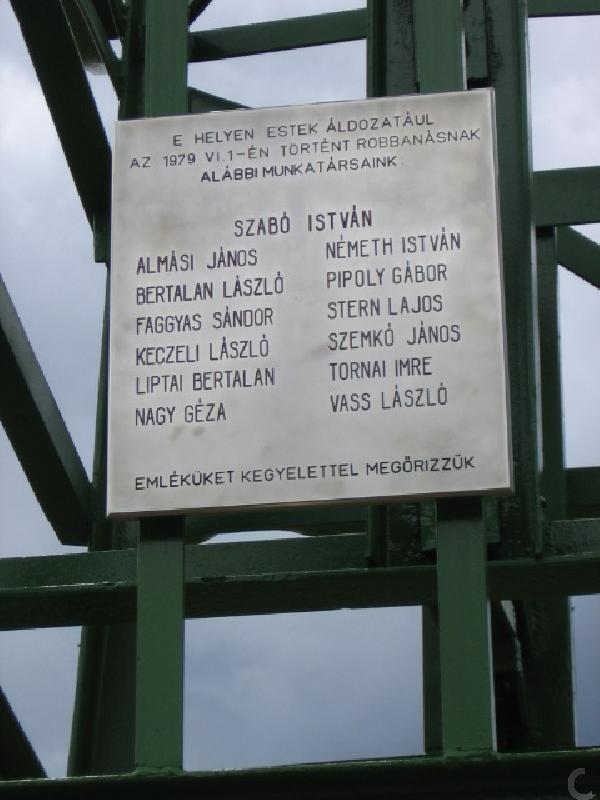 E HELYEN ESTEK ÁLDOZATÁUL
AZ 1979 VI.1-ÉN TÖRTÉNT ROBBANÁSNAK
ALÁBBI MUNKATÁRSAINK:
SZABÓ ISTVÁN
ALMÁSI JÁNOS
BERTALAN LÁSZLÓ
FAGGYAS SÁNDOR
KECZELI LÁSZLÓ
LIPTAI BERTALAN
NAGY GÉZA
NÉMETH ISTVÁN
PIPOLY GÁBOR
STERN LAJOS
SZEMKÓ JÁNOS
TORNAI IMRE
VASS LÁSZLÓ
EMLÉKÜKET KEGYELETTEL MEGŐRIZZÜK